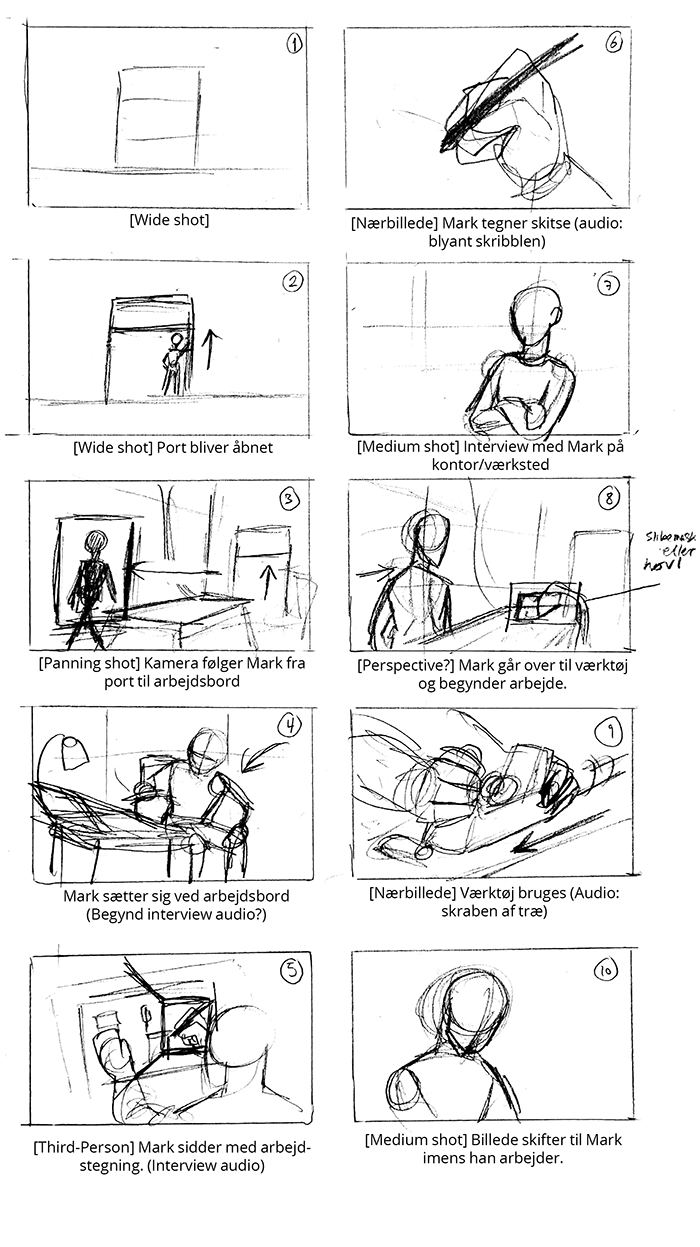 1
[Wide shot]
2
[Wide shot] Port bliver åbnet
3
[Panning shot] Kamera følger Mark fra
port til arbejdsbord
4
Mark sætter sig ved arbejdsbord
(Begynd interview audio?)
5
[Third-Person] Mark sidder med arbejd-
stegning. (Interview audio)
6
[Nærbillede] Mark tegner skitse (audio:
blyant skribblen)
7
[Medium shot] Interview med Mark på
kontor/værksted
8
eller
høvl
[Perspective?] Mark går over til værktøj
og begynder arbejde.
9
[Nærbillede] Værktøj bruges (Audio:
skraben af træ)
10
[Medium shot] Billede skifter til Mark
imens han arbejder.